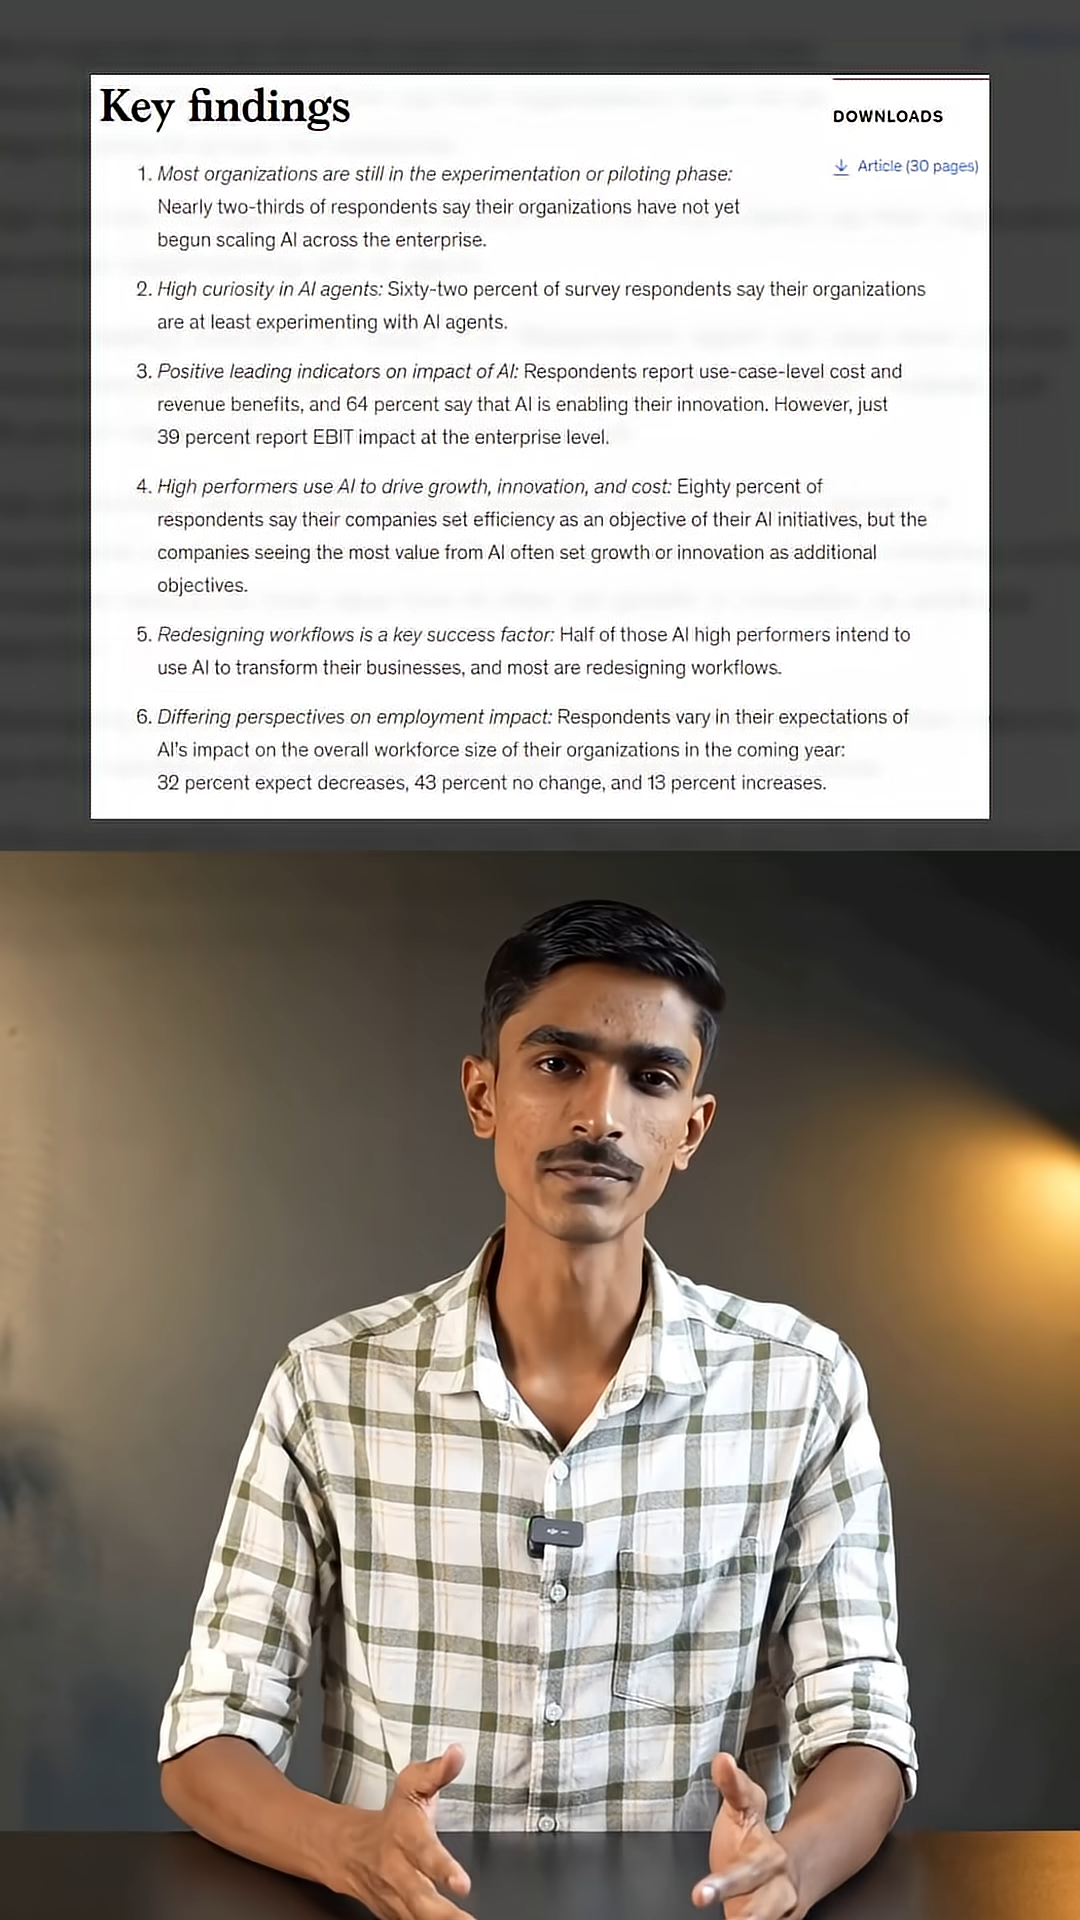 Key findings
DOWNLOADS
Article (30 pages)
1. Most organizations are still in the experimentation or piloting phase:
Nearly two-thirds of respondents say their organizations have not yet
begun scaling AI across the enterprise.
2. High curiosity in AI agents: Sixty-two percent of survey respondents say their organizations
are at least experimenting with AI agents.
3. Positive leading indicators on impact of AI: Respondents report use-case-level cost and
revenue benefits, and 64 percent say that AI is enabling their innovation. However, just
39 percent report EBIT impact at the enterprise level.
4. High performers use AI to drive growth, innovation, and cost: Eighty percent of
respondents say their companies set efficiency as an objective of their AI initiatives, but the
companies seeing the most value from AI often set growth or innovation as additional
objectives.
5. Redesigning workflows is a key success factor: Half of those AI high performers intend to
use AI to transform their businesses, and most are redesigning workflows.
6. Differing perspectives on employment impact: Respondents vary in their expectations of
AI's impact on the overall workforce size of their organizations in the coming year:
32 percent expect decreases, 43 percent no change, and 13 percent increases.